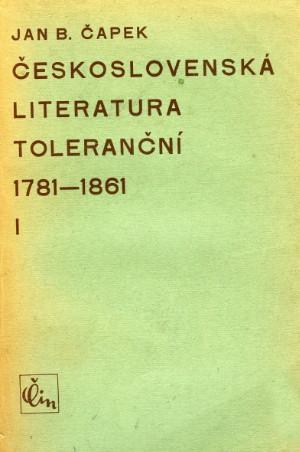 JAN B. ČAPEK
ČESKOSLOVENSKÁ
LITERATURA
TOLERANČNÍ
1781—1861
I
Čin